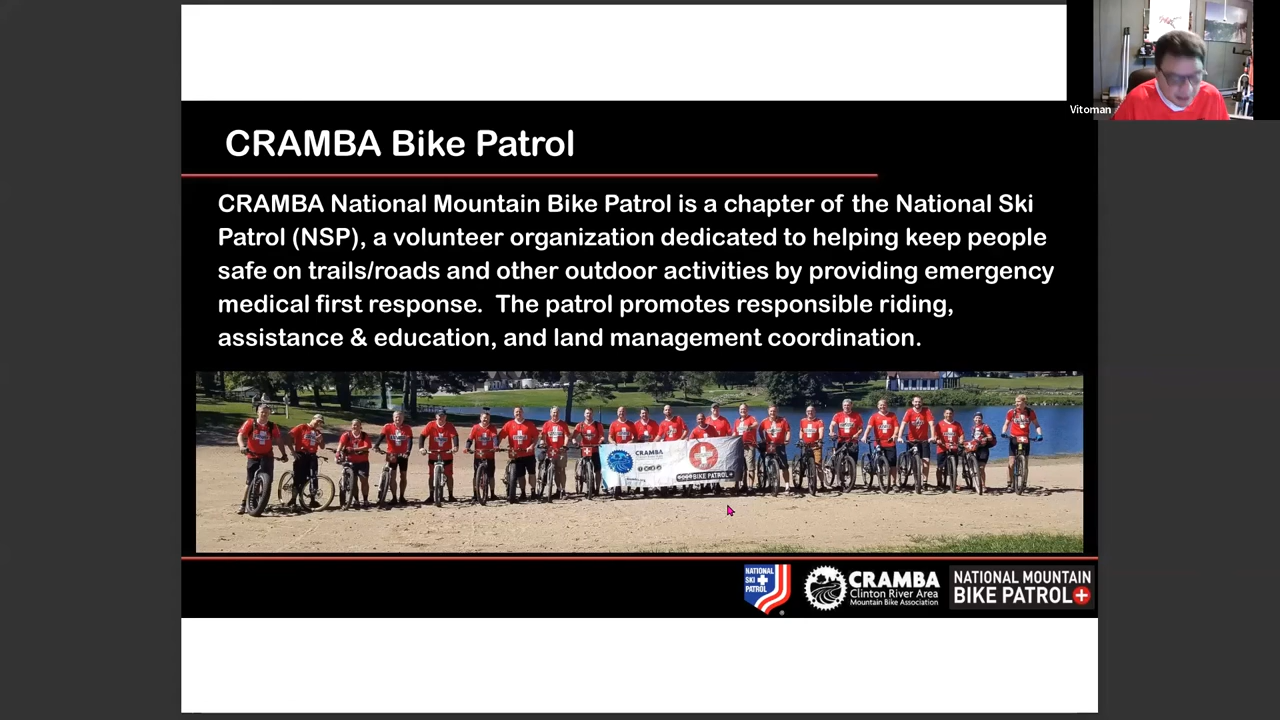 CRAMBA Bike Patrol
Vitoman
CRAMBA National Mountain Bike Patrol is a chapter of the National Ski
Patrol (NSP), a volunteer organization dedicated to helping keep people
safe on trails/roads and other outdoor activities by providing emergency
medical first response. The patrol promotes responsible riding,
assistance & education, and land management coordination.
CRAMBA
BIKE PATROL
NATIONAL
SKI
PATROL
CRAMBA
Clinton River Area
Mountain Bike Association
NATIONAL MOUNTAIN
BIKE PATROL